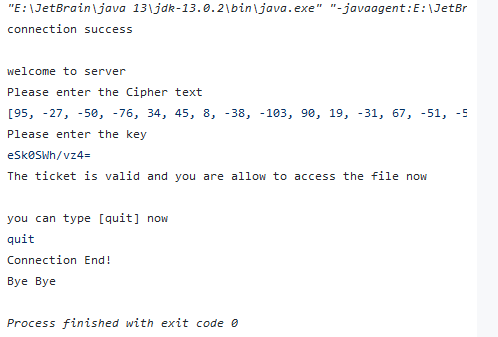 "E:\JetBrain\java 13\jdk-13.0.2\bin\java.exe" "-javaagent:E:\JetBr
connection success
welcome to server
Please enter the Cipher text
[95, -27, -50, -76, 34, 45, 8, -38, -103, 90, 19, -31, 67, -51, -5
Please enter the key
eSk0SWh/vz4=
The ticket is valid and you are allow to access the file now
you can type [quit] now
quit
Connection End!
Bye Bye
Process finished with exit code 0